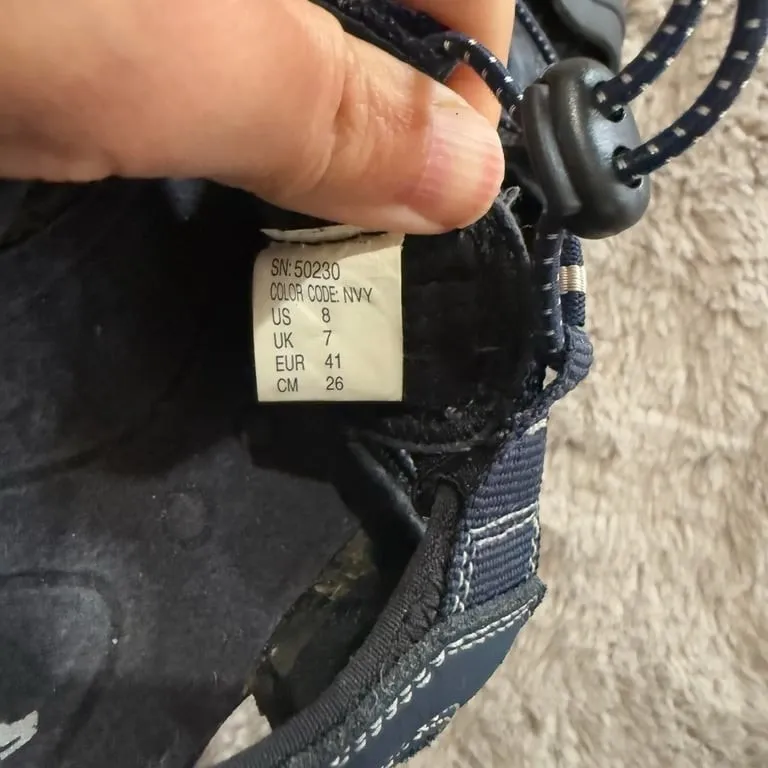 SN: 50230
COLOR CODE: NVY
US 8
UK 7
EUR 41
CM 26